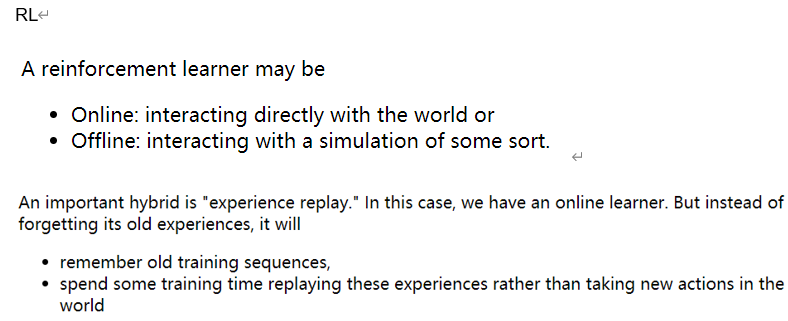 RL↵
A reinforcement learner may be
• Online: interacting directly with the world or
• Offline: interacting with a simulation of some sort.
↵
An important hybrid is "experience replay." In this case, we have an online learner. But instead of
forgetting its old experiences, it will
• remember old training sequences,
• spend some training time replaying these experiences rather than taking new actions in the
world